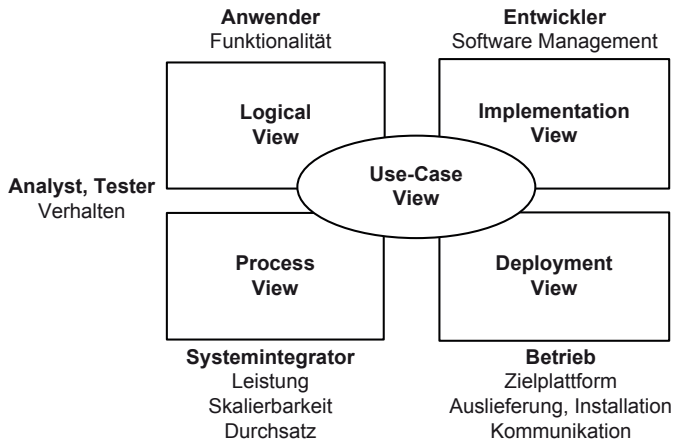 Anwender
Funktionalität
Entwickler
Software Management
Logical
View
Implementation
View
Use-Case
View
Analyst, Tester
Verhalten
Process
View
Deployment
View
Systemintegrator
Leistung
Skalierbarkeit
Durchsatz
Betrieb
Zielplattform
Auslieferung, Installation
Kommunikation